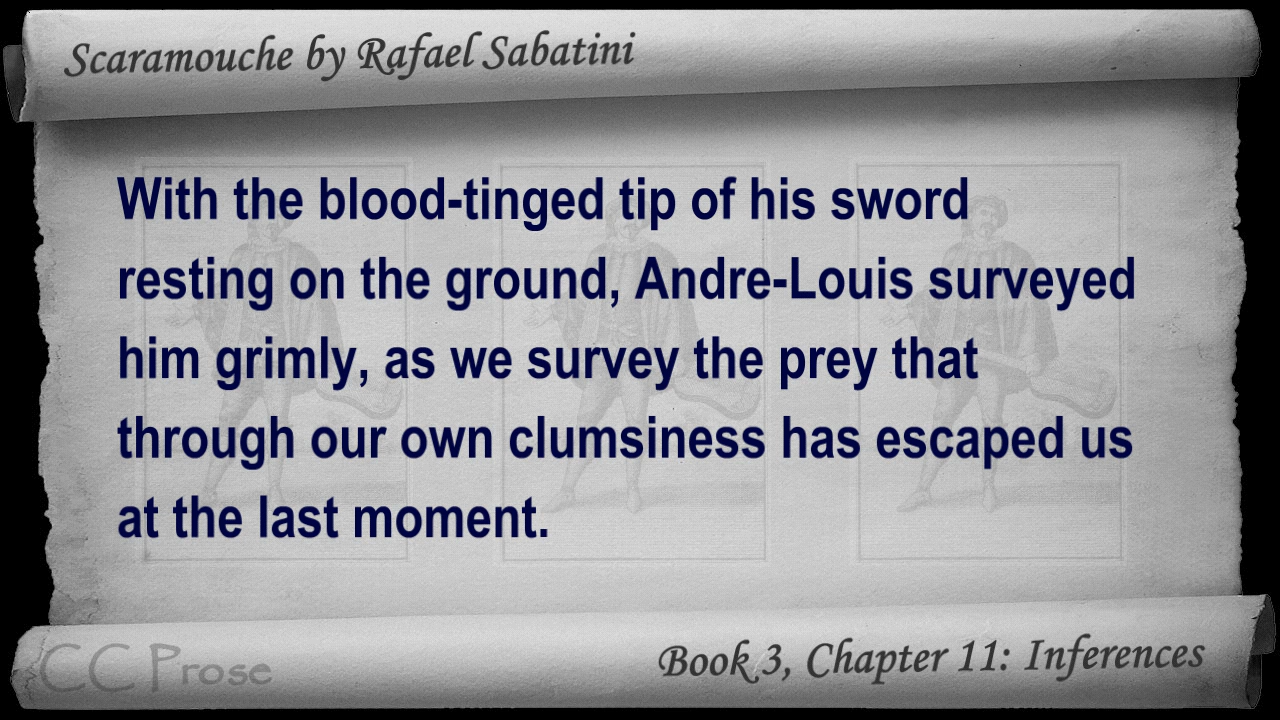 Scaramouche by Rafael Sabatini
With the blood-tinged tip of his sword
resting on the ground, Andre-Louis surveyed
him grimly, as we survey the prey that
through our own clumsiness has escaped us
at the last moment.
CC Prose
Book 3, Chapter 11: Inferences